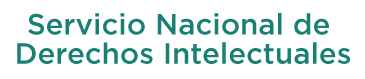 Servicio Nacional de
Derechos Intelectuales